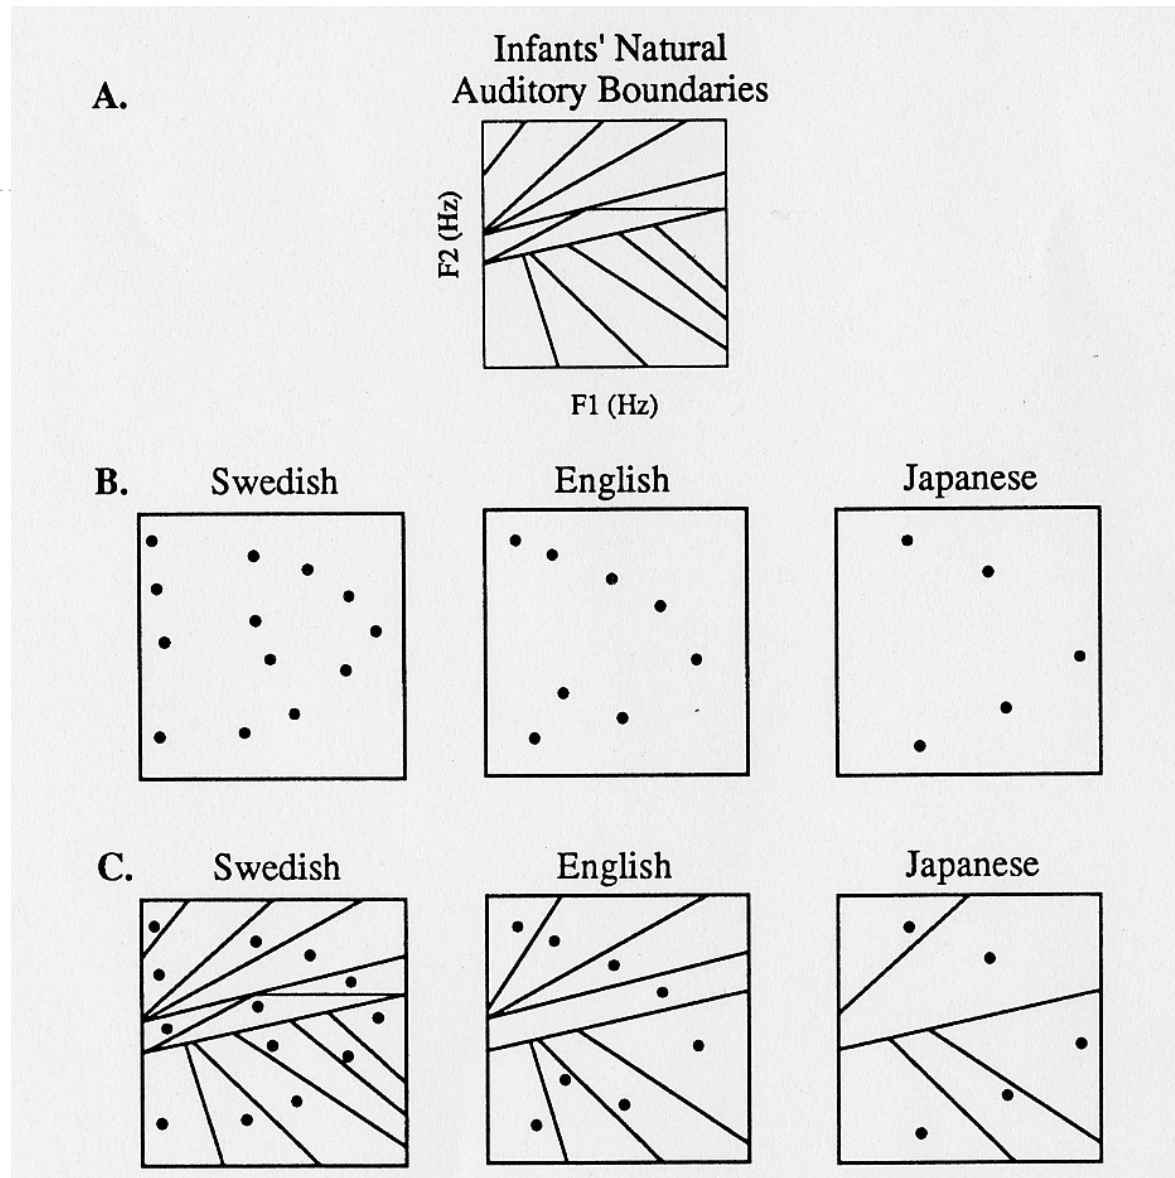 Infants' Natural
A.
Auditory Boundaries
F2 (Hz)
F1 (Hz)
B.
Swedish
English
Japanese
C.
Swedish
English
Japanese